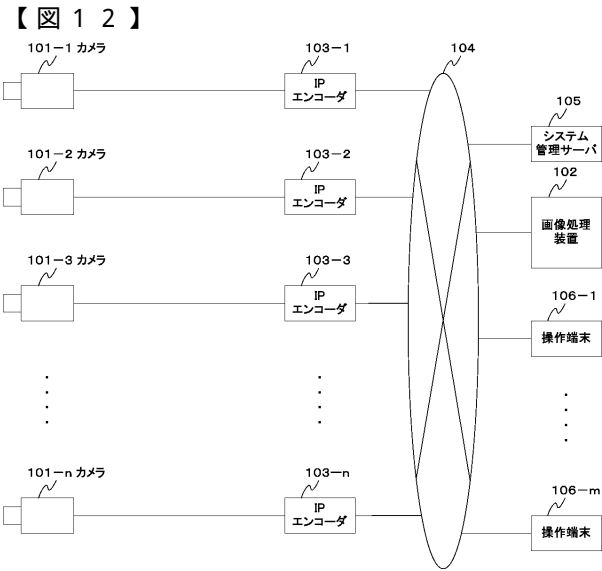 【図１２】
101-1 カメラ
103-1
104
IP
エンコーダ
105
システム
管理サーバ
101-2 カメラ
103-2
IP
エンコーダ
102
画像処理
装置
101-3 カメラ
103-3
IP
エンコーダ
106-1
操作端末
101-n カメラ
103-n
IP
エンコーダ
106-m
操作端末